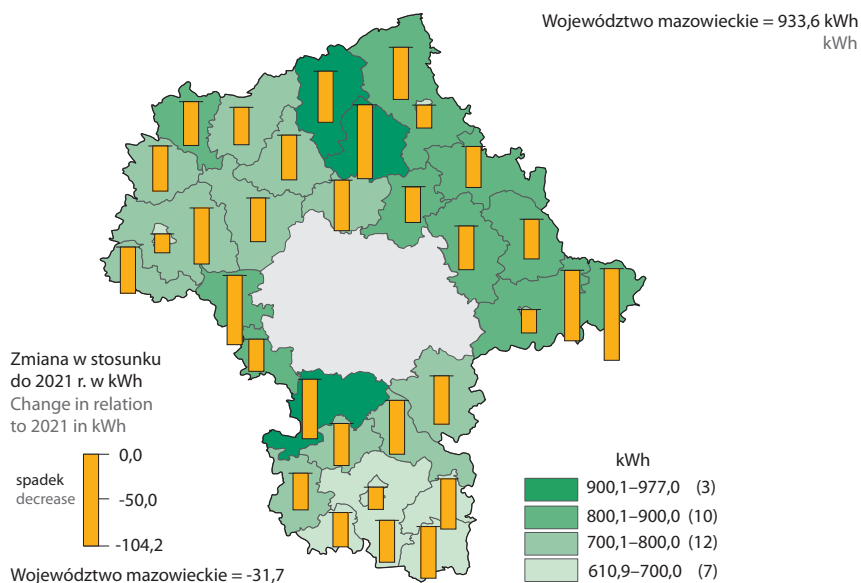 Województwo mazowieckie = 933,6 kWh
kWh
Zmiana w stosunku
do 2021 r. w kWh
Change in relation
to 2021 in kWh
0,0
spadek
decrease
-50,0
-104,2
Województwo mazowieckie = -31,7
kWh
900,1–977,0 (3)
800,1–900,0 (10)
700,1–800,0 (12)
610,9–700,0 (7)